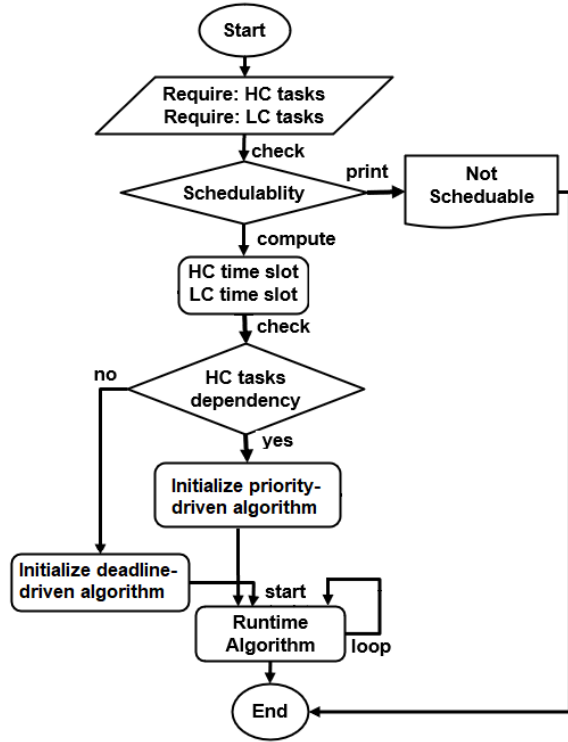 Start
Require: HC tasks
Require: LC tasks
check
Schedulablity
print
Not
Scheduable
compute
HC time slot
LC time slot
check
no
HC tasks
dependency
yes
Initialize priority-
driven algorithm
Initialize deadline-
driven algorithm
start
Runtime
Algorithm
loop
End